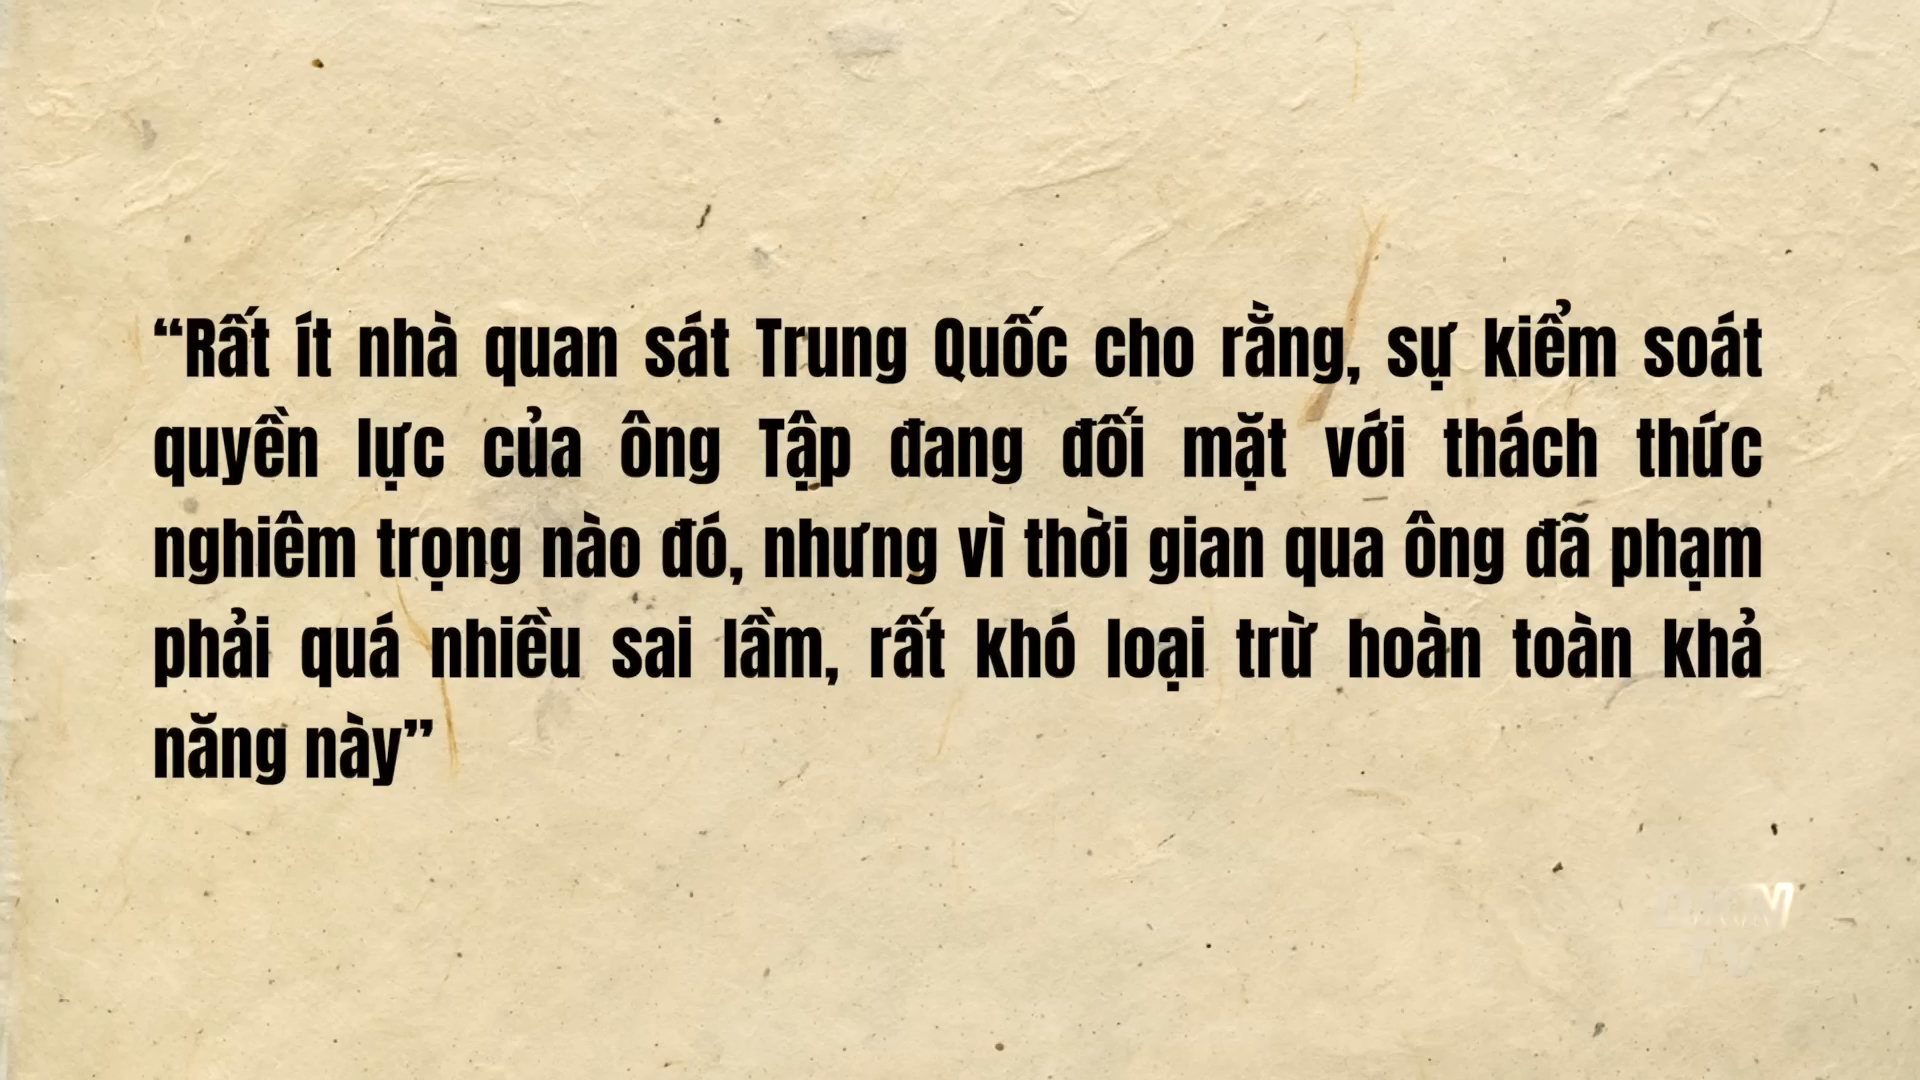 “Rất ít nhà quan sát Trung Quốc cho rằng, sự kiểm soát
quyền lực của ông Tập đang đối mặt với thách thức
nghiêm trọng nào đó, nhưng vì thời gian qua ông đã phạm
phải quá nhiều sai lầm, rất khó loại trừ hoàn toàn khả
năng này”